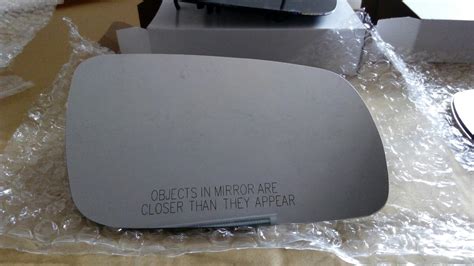 OBJECTS IN MIRROR ARE
CLOSER THAN THEY APPEAR